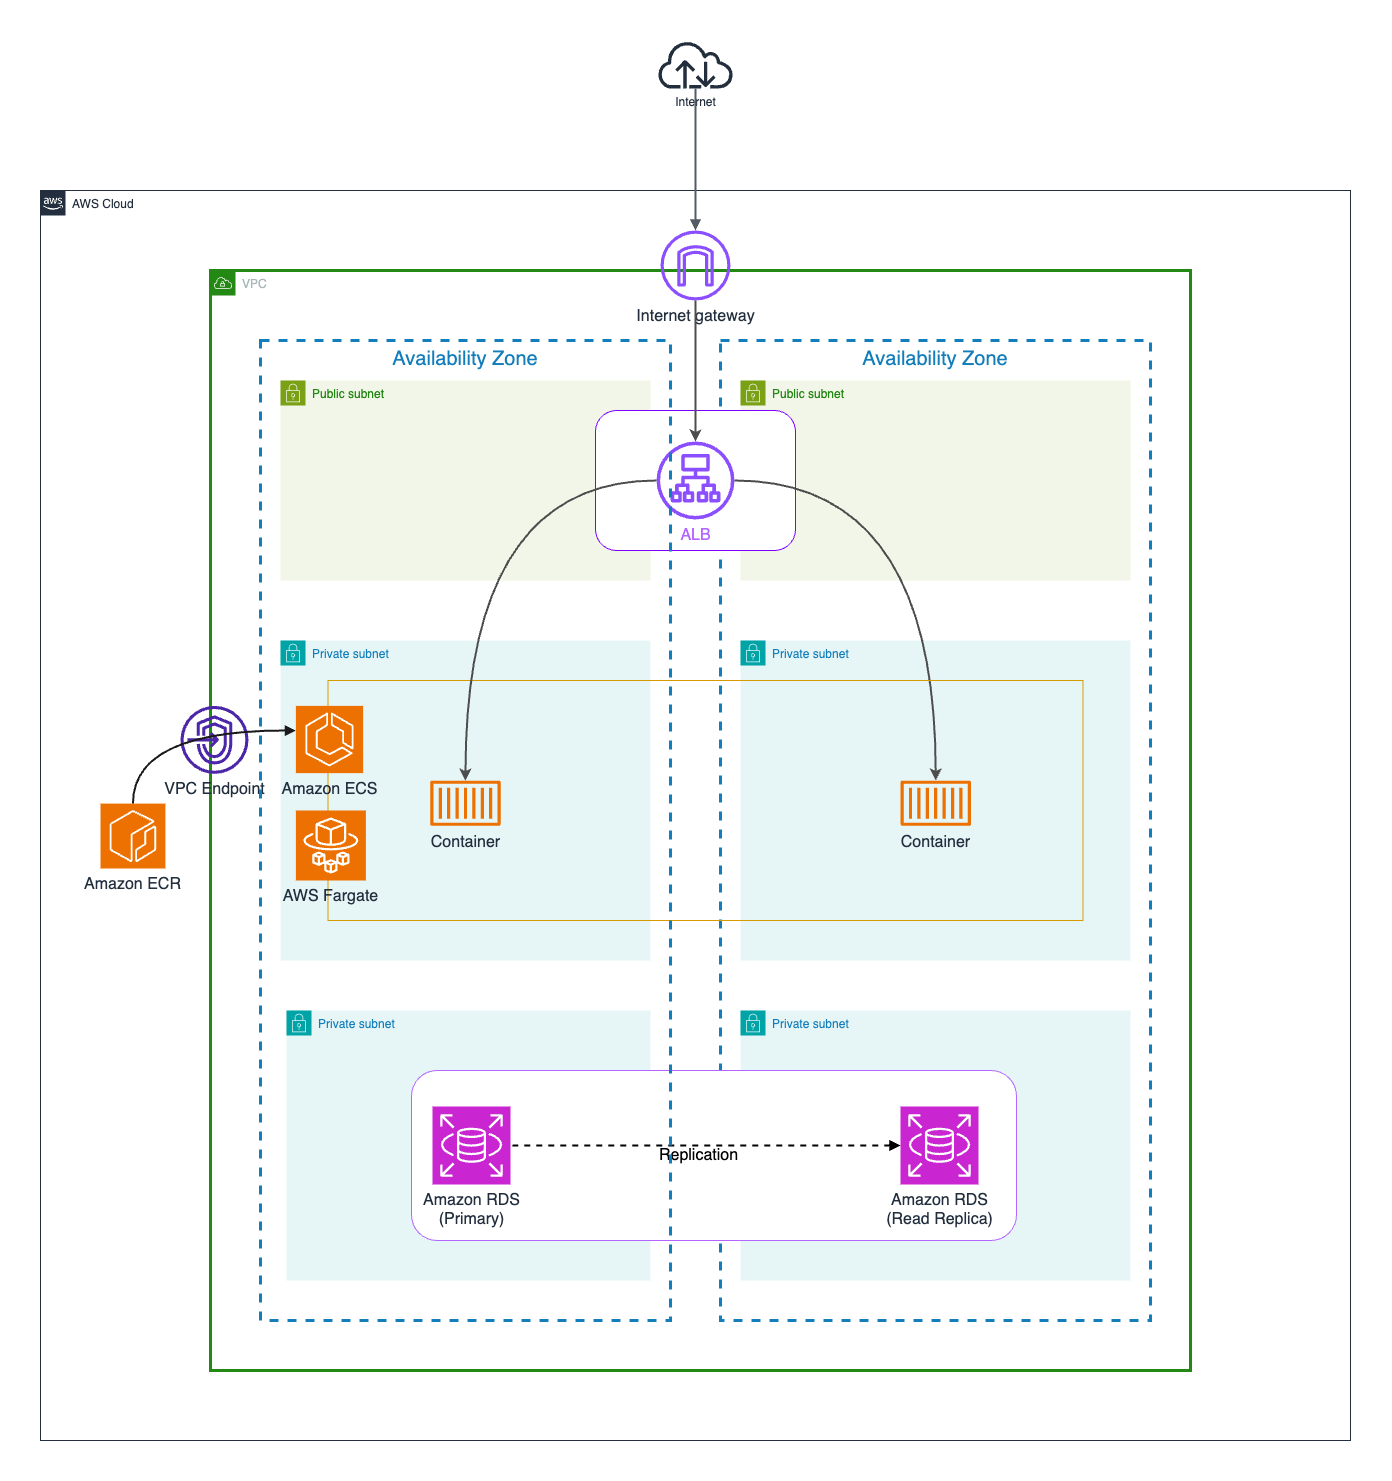 Internet
aws
AWS Cloud
VPC
Internet gateway
Availability Zone
Availability Zone
Public subnet
Public subnet
ALB
Private subnet
Private subnet
VPC Endpoint
Amazon ECS
Container
Container
Amazon ECR
AWS Fargate
Private subnet
Private subnet
Replication
Amazon RDS
(Primary)
Amazon RDS
(Read Replica)